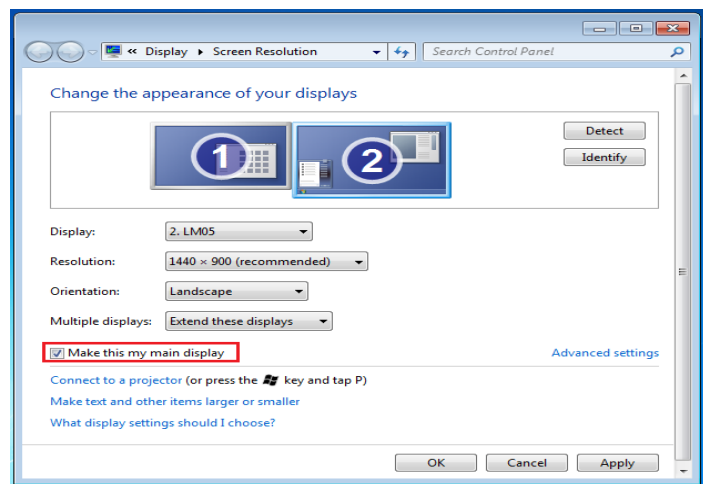 « Display ▸ Screen Resolution
Search Control Panel
Change the appearance of your displays
1
2
Detect
Identify
Display: 2. LM05
Resolution: 1440 × 900 (recommended)
Orientation: Landscape
Multiple displays: Extend these displays
Make this my main display
Advanced settings
Connect to a projector (or press the key and tap P)
Make text and other items larger or smaller
What display settings should I choose?
OK Cancel Apply